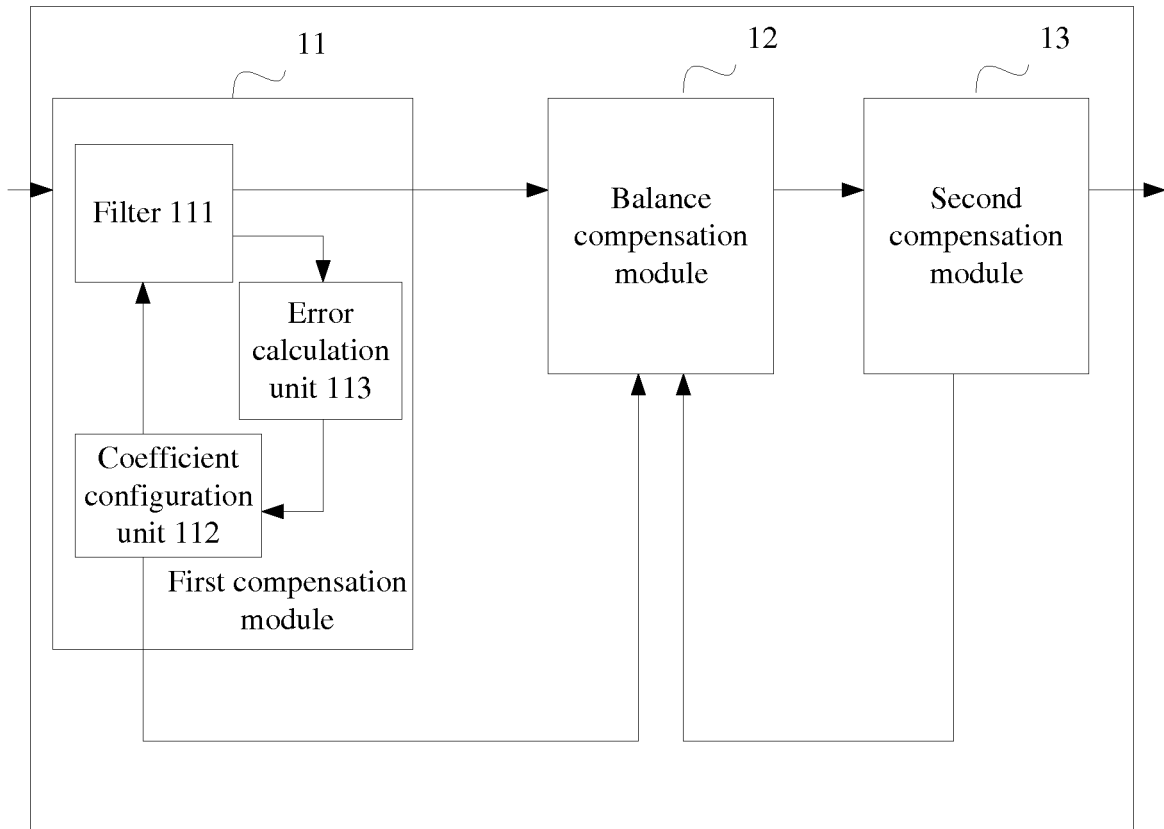 11
12
13
Filter 111
Error
calculation
unit 113
Coefficient
configuration
unit 112
First compensation
module
Balance
compensation
module
Second
compensation
module